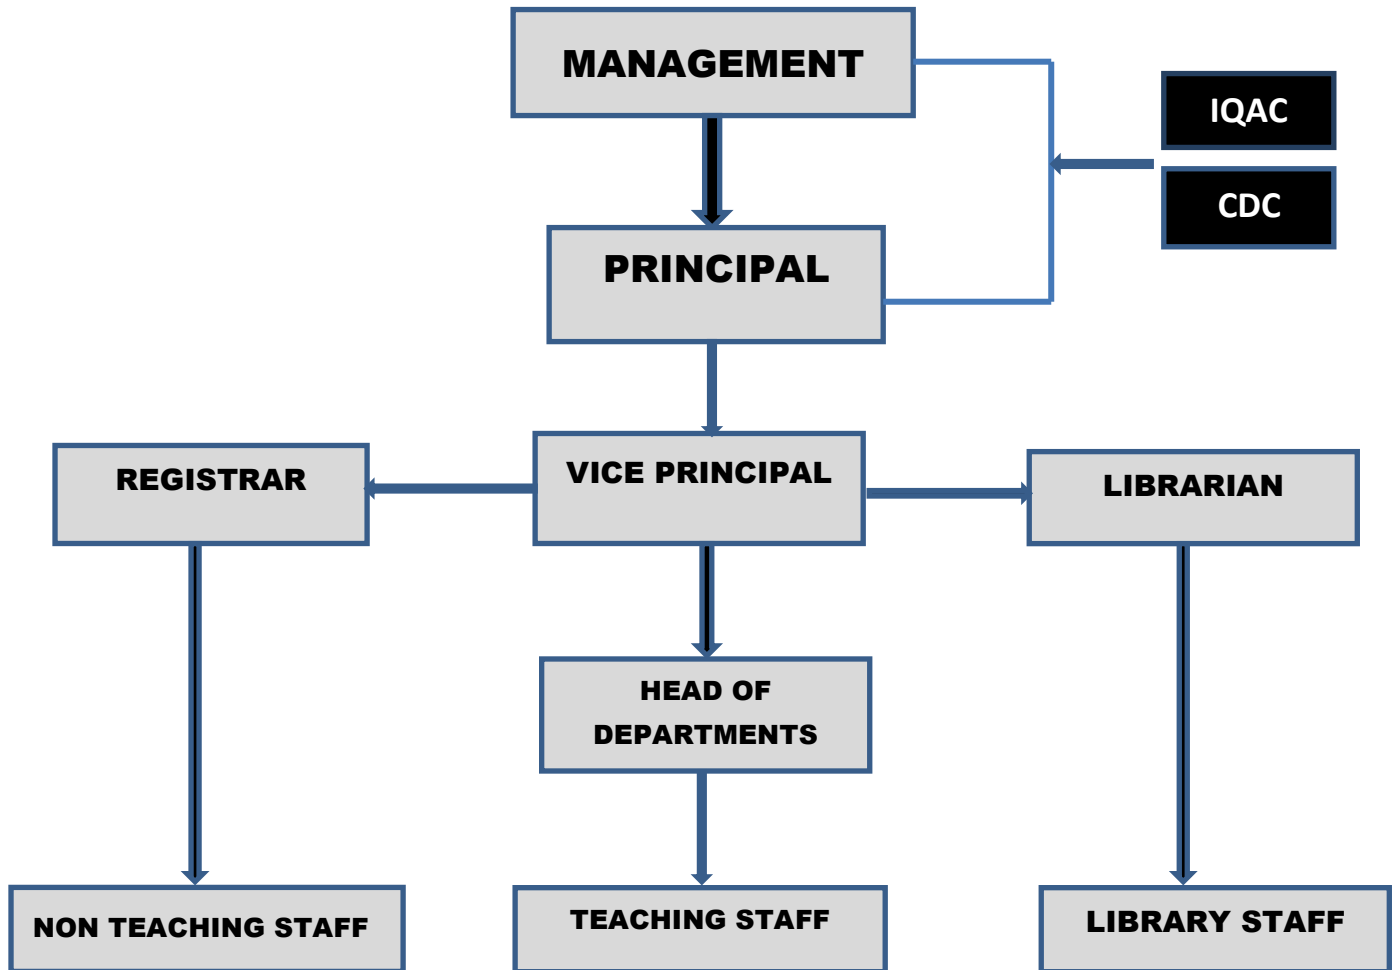 MANAGEMENT
IQAC
CDC
PRINCIPAL
REGISTRAR
VICE PRINCIPAL
LIBRARIAN
HEAD OF
DEPARTMENTS
NON TEACHING STAFF
TEACHING STAFF
LIBRARY STAFF